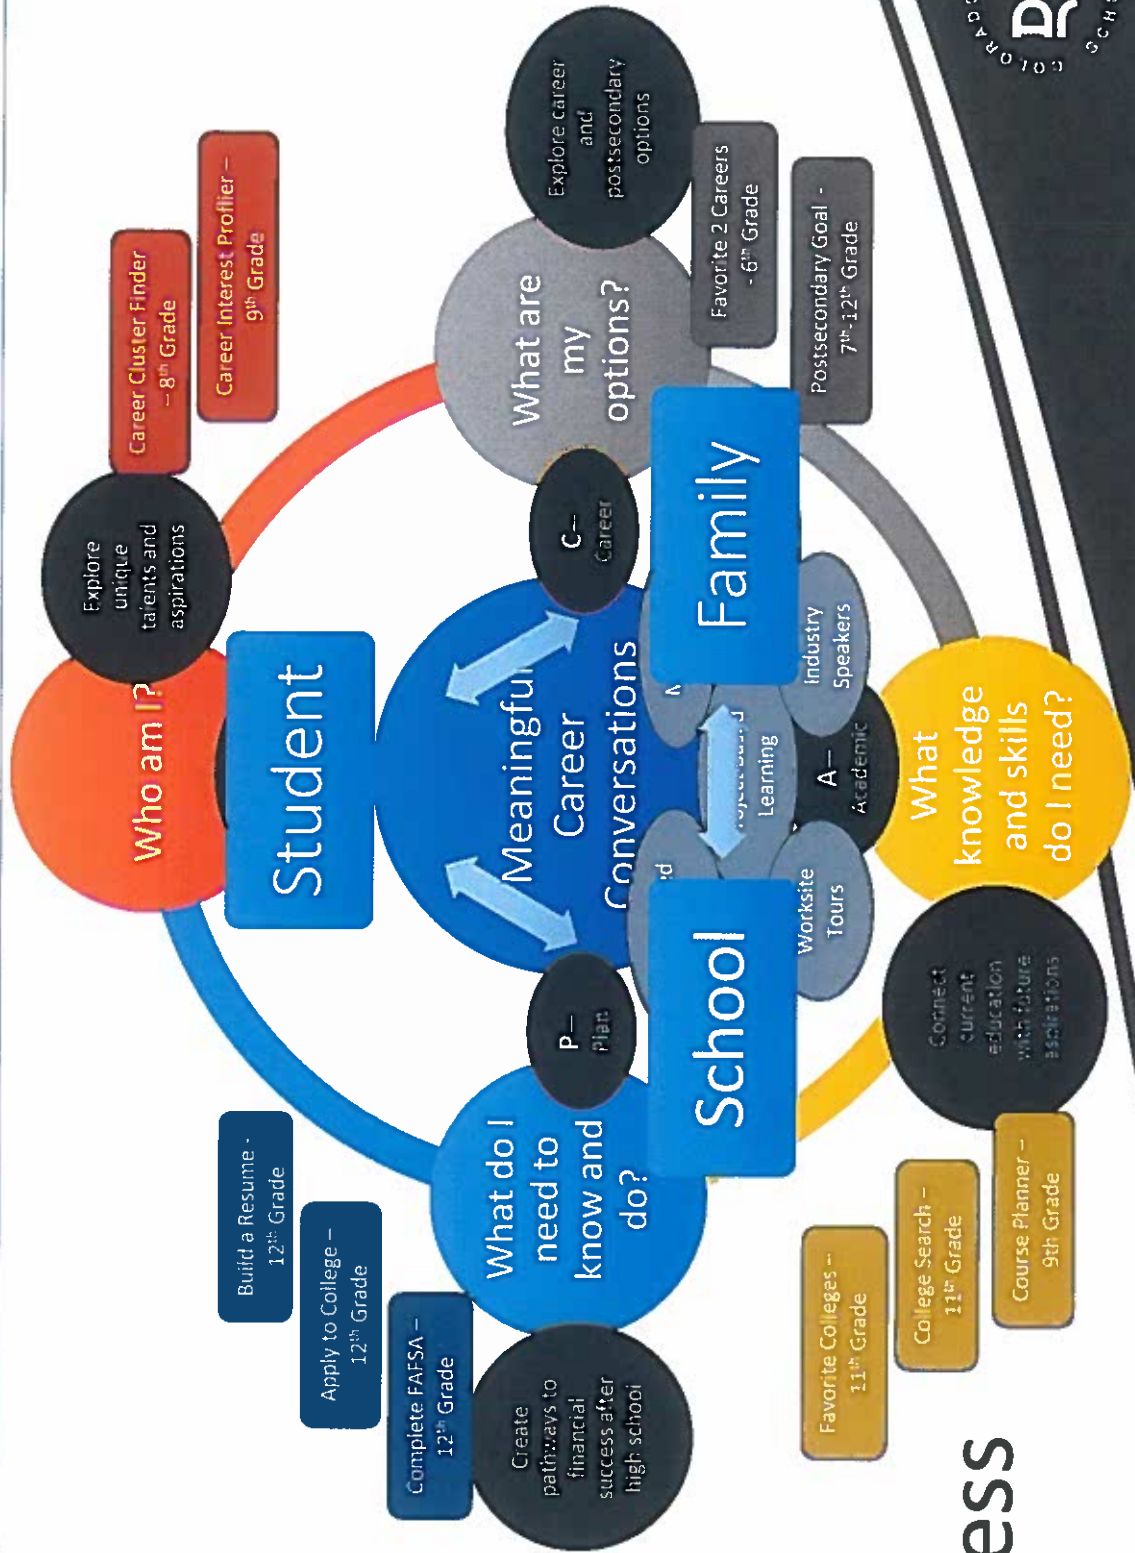 Who am I?
Explore
unique
talents and
aspirations
Career Cluster Finder
– 8th Grade
Career Interest Profiler –
9th Grade
Student
What are
my
options?
Explore career
and
postsecondary
options
Favorite 2 Careers
- 6th Grade
Postsecondary Goal -
7th-12th Grade
C–
Career
Meaningful
Career
Conversations
Family
School
P–
Plan
A–
Academic
Learning
Industry
Speakers
Worksite
Tours
What
knowledge
and skills
do I need?
Connect
current
education
with future
aspirations
Course Planner –
9th Grade
College Search –
11th Grade
Favorite Colleges –
11th Grade
What do I
need to
know and
do?
Create
pathways to
financial
success after
high school
Complete FAFSA –
12th Grade
Apply to College –
12th Grade
Build a Resume -
12th Grade
ess